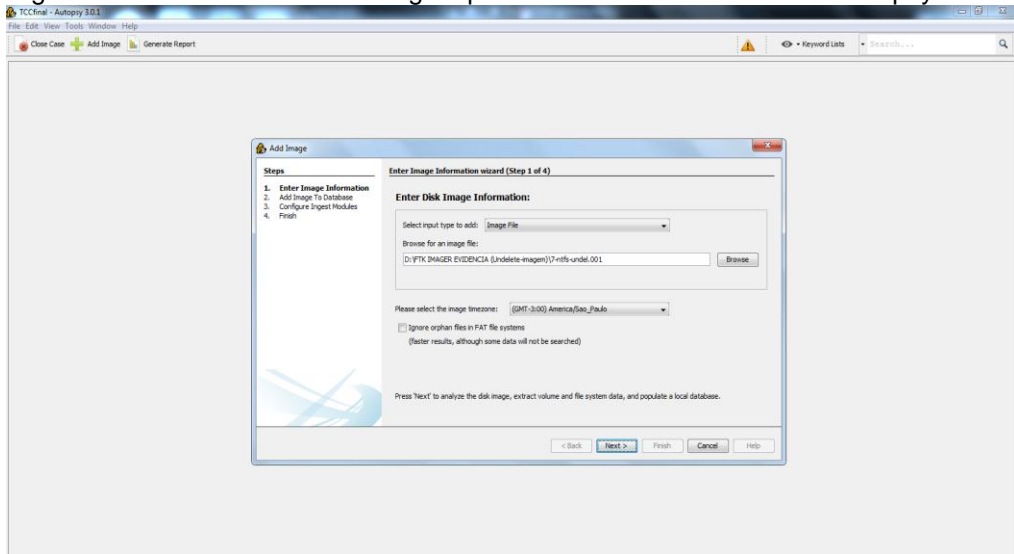 TCCfinal - Autopsy 3.0.1
File Edit View Tools Window Help
Close Case Add Image Generate Report Keyword Lists Search...
Add Image
Steps
1. Enter Image Information
2. Add Image To Database
3. Configure Ingest Modules
4. Finish
Enter Image Information wizard (Step 1 of 4)
Enter Disk Image Information:
Select input type to add: Image File
Browse for an image file:
D:\FTK IMAGER EVIDENCIA (Undelete-imagem)\7-ntfs-undel.001 Browse
Please select the image timezone: (GMT-3:00) America/Sao_Paulo
Ignore orphan files in FAT file systems
(faster results, although some data will not be searched)
Press 'Next' to analyze the disk image, extract volume and file system data, and populate a local database.
< Back Next > Finish Cancel Help